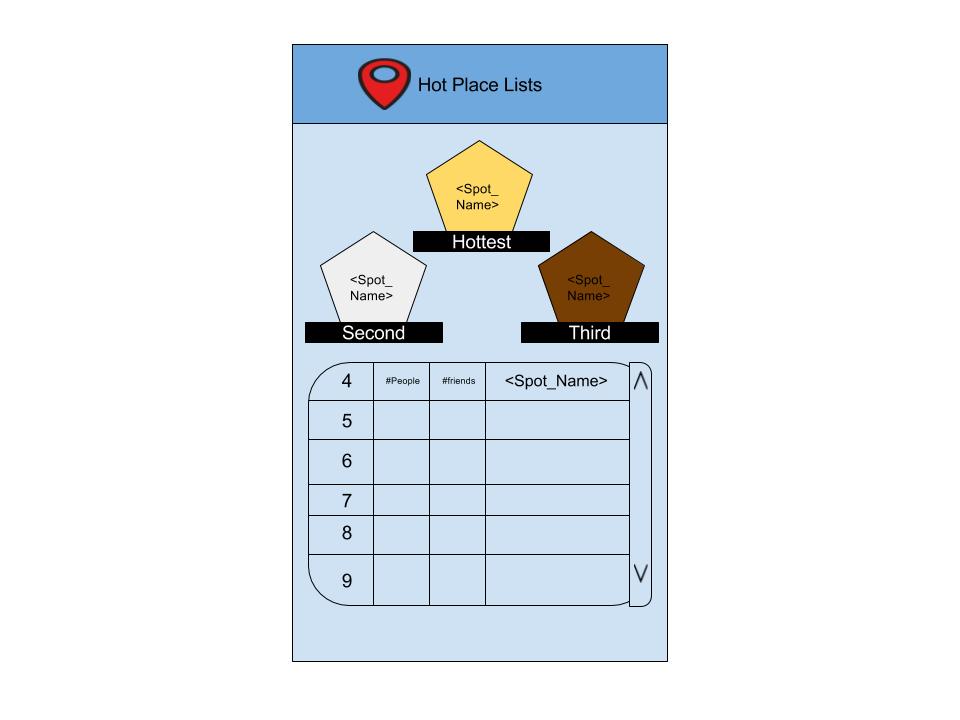 Hot Place Lists
<Spot_
Name>
Hottest
<Spot_
Name>
Second
<Spot_
Name>
Third
4 #People #friends <Spot_Name>
5
6
7
8
9